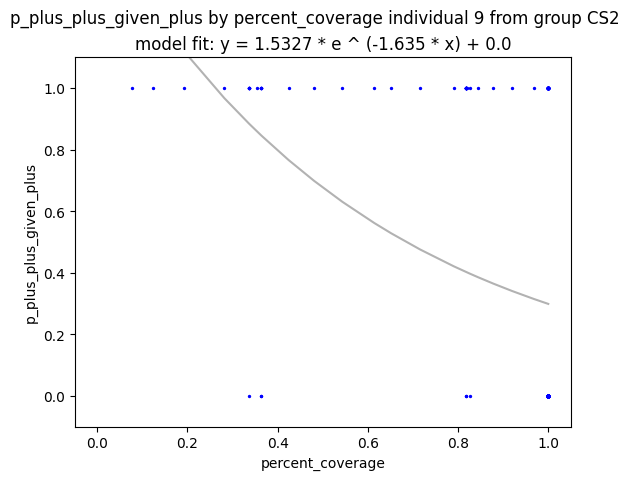 p_plus_plus_given_plus by percent_coverage individual 9 from group CS2
model fit: y = 1.5327 * e ^ (-1.635 * x) + 0.0
p_plus_plus_given_plus
1.0
0.8
0.6
0.4
0.2
0.0
0.0 0.2 0.4 0.6 0.8 1.0
percent_coverage